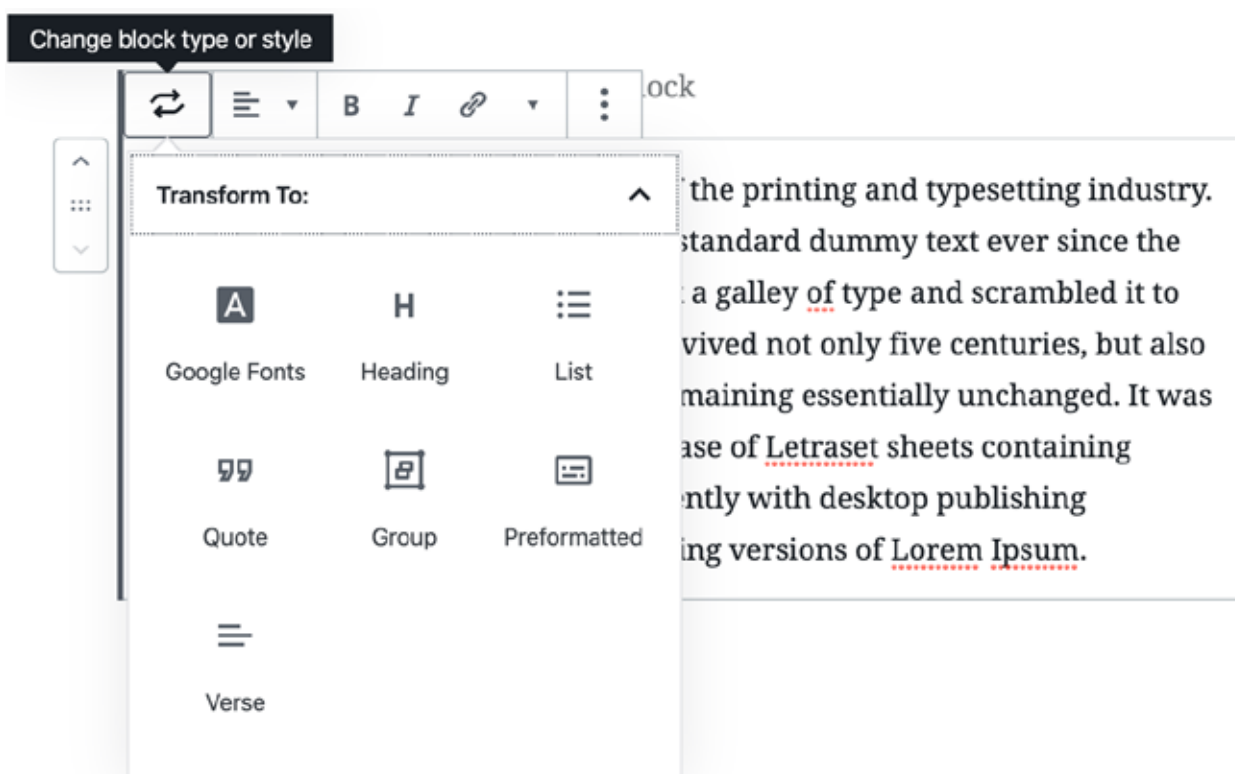 Change block type or style
B I
ock
Transform To:
the printing and typesetting industry.
standard dummy text ever since the
a galley of type and scrambled it to
vived not only five centuries, but also
maining essentially unchanged. It was
ase of Letraset sheets containing
ntly with desktop publishing
ing versions of Lorem Ipsum.
A H
Google Fonts Heading List
Quote Group Preformatted
Verse